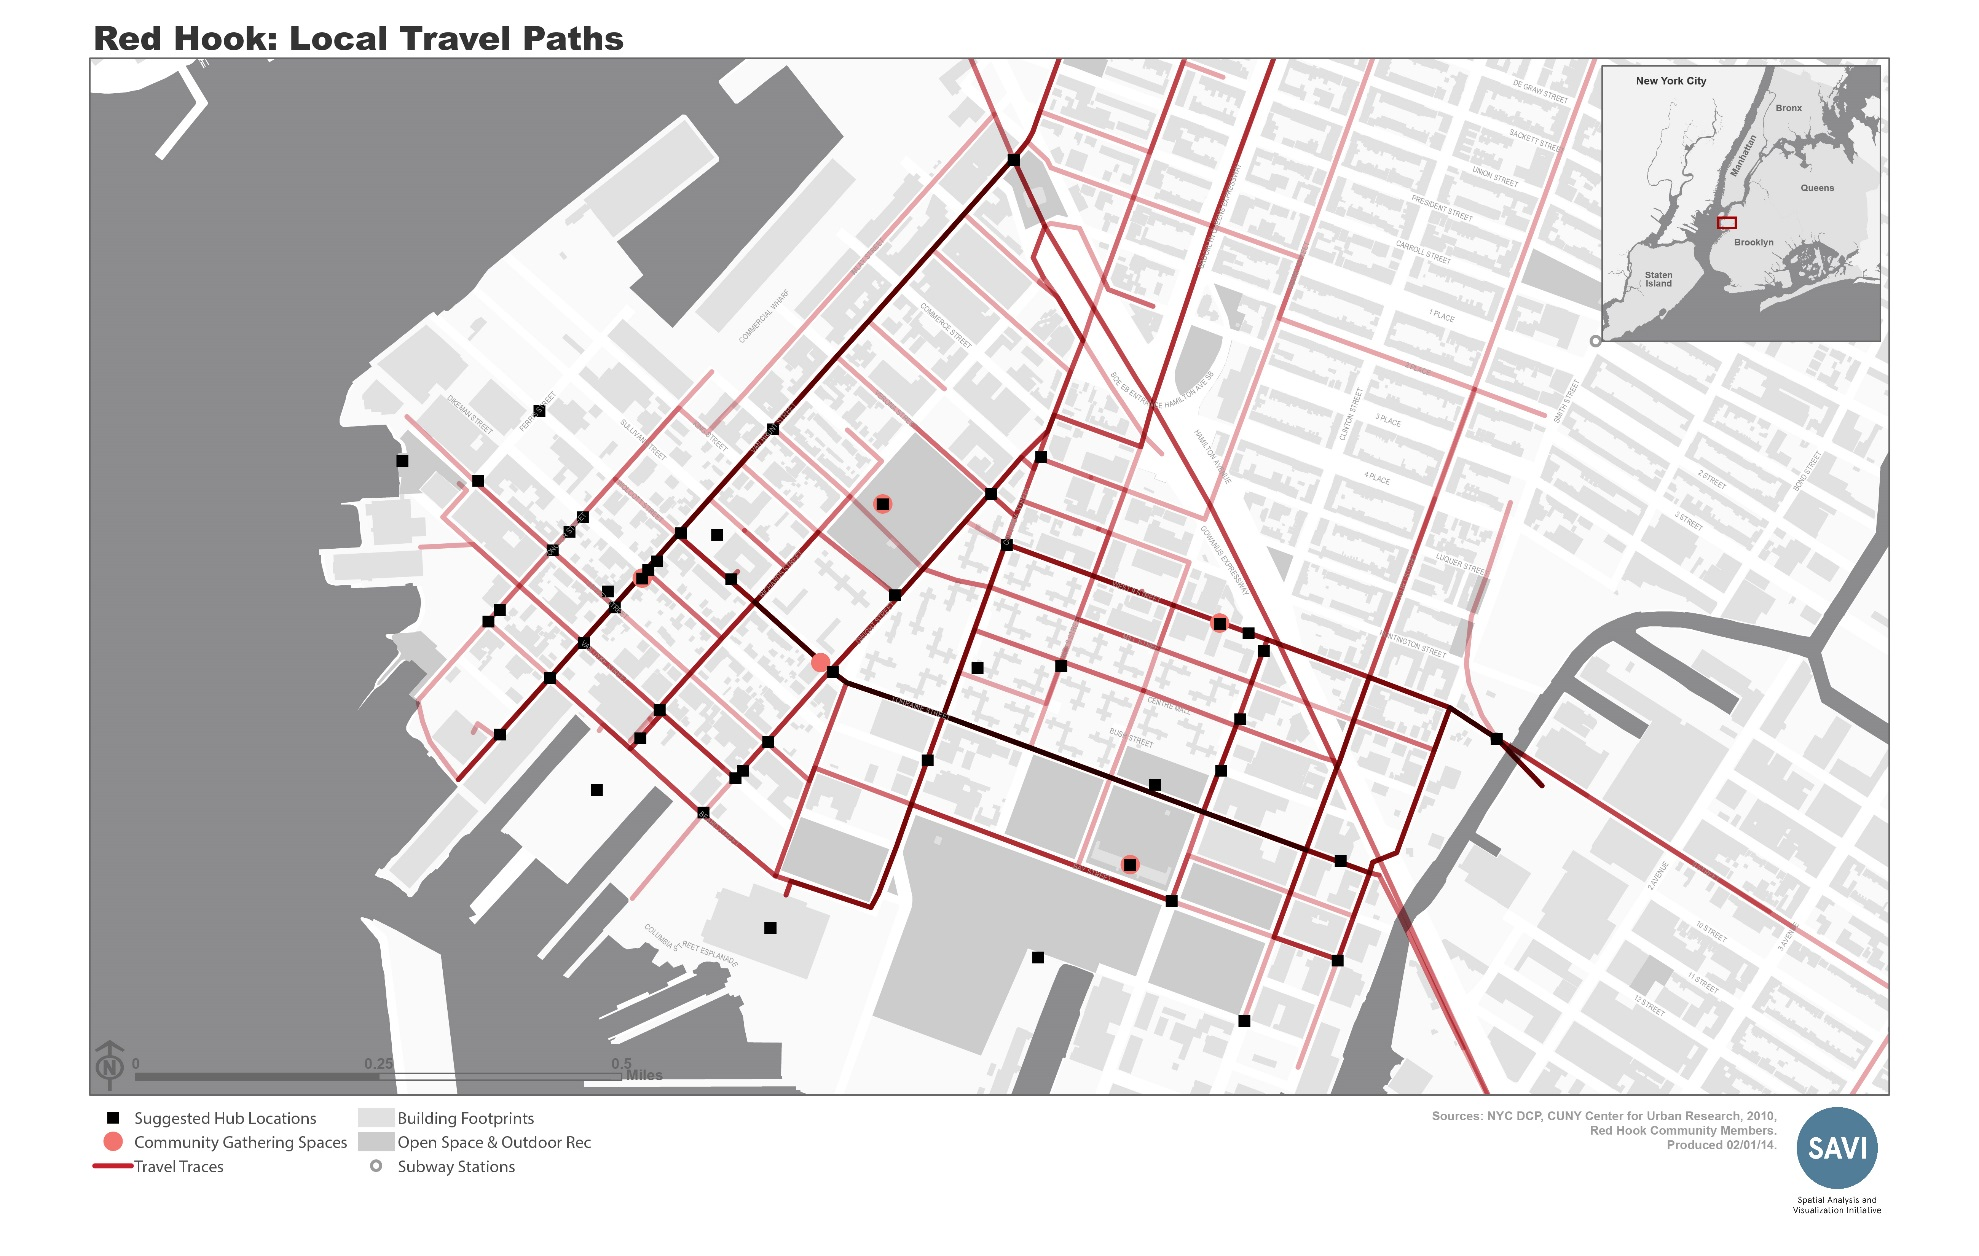 Red Hook: Local Travel Paths
New York City
Bronx
Manhattan
Queens
Brooklyn
Staten
Island
DE GRAW STREET
SACKETT STREET
UNION STREET
PRESIDENT STREET
CARROLL STREET
1 PLACE
2 PLACE
3 PLACE
4 PLACE
COMMERCIAL WHARF
COMMERCE STREET
DIKEMAN STREET
FERRIS STREET
SULLIVAN STREET
HAMILTON AVENUE
GOWANUS EXPRESSWAY
CLINTON STREET
SMITH STREET
BOND STREET
2 STREET
3 STREET
LUQUER STREET
HUNTINGTON STREET
CENTRE MALL
BUSH STREET
LORRAINE STREET
2 AVENUE
3 AVENUE
10 STREET
11 STREET
12 STREET
N
0
0.25
0.5
Miles
Suggested Hub Locations
Community Gathering Spaces
Travel Traces
Building Footprints
Open Space & Outdoor Rec
Subway Stations
Sources: NYC DCP, CUNY Center for Urban Research, 2010,
Red Hook Community Members.
Produced 02/01/14.
SAVI
Spatial Analysis and
Visualization Initiative